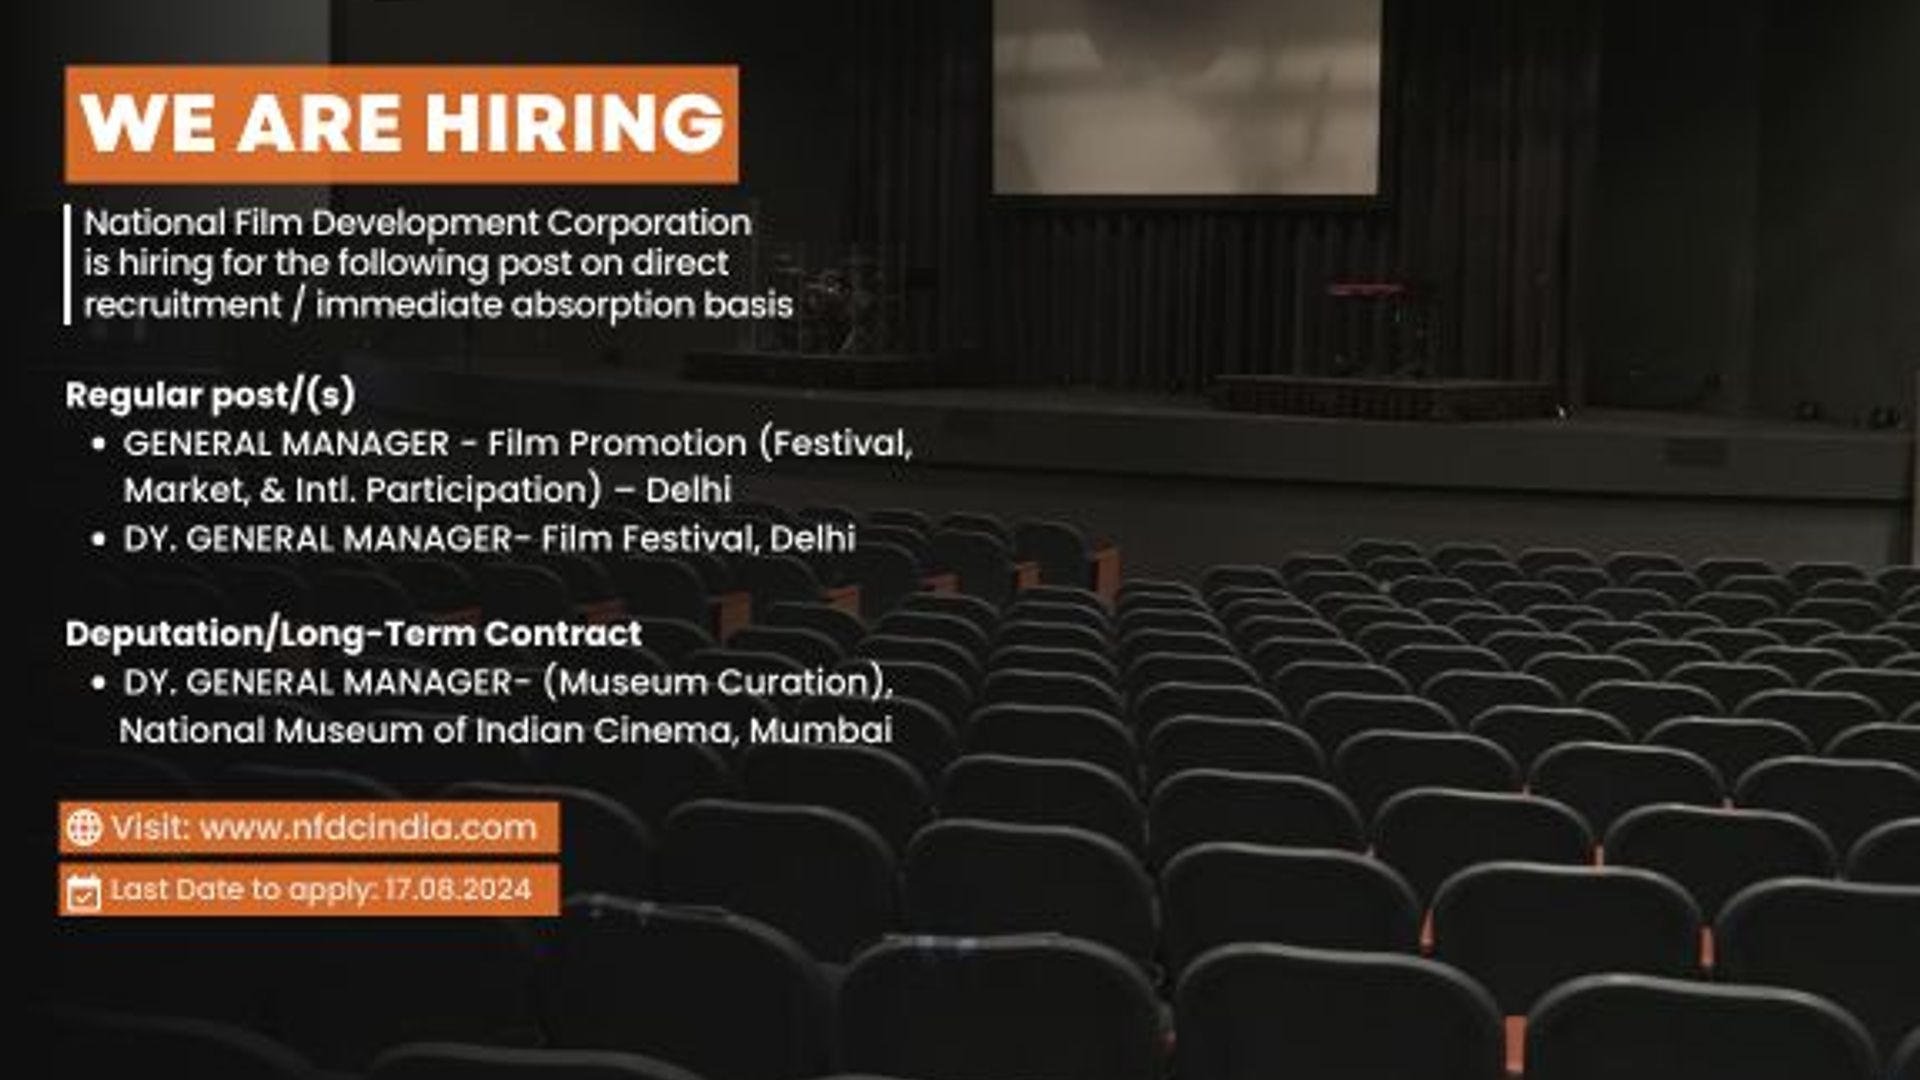 WE ARE HIRING
National Film Development Corporation
is hiring for the following post on direct
recruitment / immediate absorption basis
Regular post/(s)
• GENERAL MANAGER - Film Promotion (Festival,
Market, & Intl. Participation) – Delhi
• DY. GENERAL MANAGER- Film Festival, Delhi
Deputation/Long-Term Contract
• DY. GENERAL MANAGER- (Museum Curation),
National Museum of Indian Cinema, Mumbai
Visit: www.nfdcindia.com
Last Date to apply: 17.08.2024